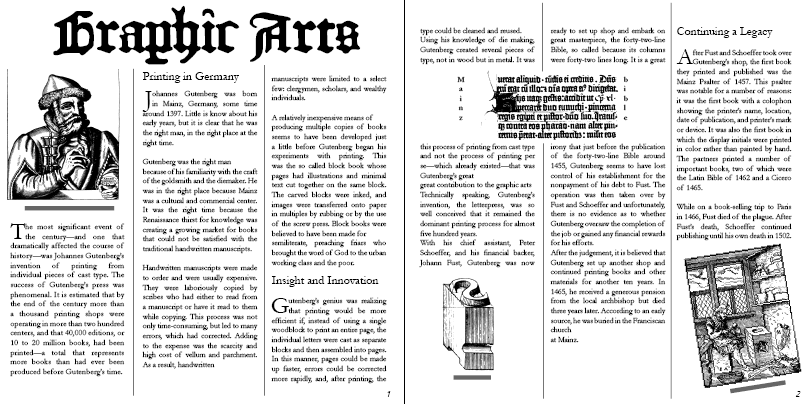 Graphic Arts
The most significant event of
the century—and one that
dramatically affected the course of
history—was Johannes Gutenberg's
invention of printing from
individual pieces of cast type. The
success of Gutenberg's press was
phenomenal. It is estimated that by
the end of the century more than
a thousand printing shops were
operating in more than two hundred
centers, and that 40,000 editions, or
10 to 20 million books, had been
printed—a total that represents
more books than had ever been
produced before Gutenberg's time.
Printing in Germany
Johannes Gutenberg was born
in Mainz, Germany, some time
around 1397. Little is know about his
early years, but it is clear that he was
the right man, in the right place at the
right time.
Gutenberg was the right man
because of his familiarity with the craft
of the goldsmith and the diemaker. He
was in the right place because Mainz
was a cultural and commercial center.
It was the right time because the
Renaissance thirst for knowledge was
creating a growing market for books
that could not be satisfied with the
traditional handwritten manuscripts.
Handwritten manuscripts were made
to order and were usually expensive.
They were laboriously copied by
scribes who had either to read from
a manuscript or have it read to them
while copying. This process was not
only time-consuming, but led to many
errors, which had corrected. Adding
to the expense was the scarcity and
high cost of vellum and parchment.
As a result, handwritten
manuscripts were limited to a select
few: clergymen, scholars, and wealthy
individuals.
A relatively inexpensive means of
producing multiple copies of books
seems to have been developed just
a little before Gutenberg began his
experiments with printing. This
was the so called block book whose
pages had illustrations and minimal
text cut together on the same block.
The carved blocks were inked, and
images were transferred onto paper
in multiples by rubbing or by the use
of the screw press. Block books were
believed to have been made for
semiliterate, preaching friars who
brought the word of God to the urban
working class and the poor.
Insight and Innovation
Gutenberg's genius was realizing
that printing would be more
efficient if, instead of using a single
woodblock to print an entire page, the
individual letters were cast as separate
blocks and then assembled into pages.
In this manner, pages could be made
up faster, errors could be corrected
more rapidly, and, after printing, the
1
type could be cleaned and reused.
Using his knowledge of die making,
Gutenberg created several pieces of
type, not in wood but in metal. It was
this process of printing from cast type
and not the process of printing per
se—which already existed—that was
Gutenberg's great
great contribution to the graphic arts
Technically speaking, Gutenberg's
invention, the letterpress, was so
well conceived that it remained the
dominant printing process for almost
five hundred years.
With his chief assistant, Peter
Schoeffer, and his financial backer,
Johann Fust, Gutenberg was now
ready to set up shop and embark on
great masterpiece, the forty-two-line
Bible, so called because its columns
were forty-two lines long. It is a great
irony that just before the publication
of the forty-two-line Bible around
1455, Gutenberg seems to have lost
control of his establishment for the
nonpayment of his debt to Fust. The
operation was then taken over by
Fust and Schoeffer and unfortunately,
there is no evidence as to whether
Gutenberg oversaw the completion of
the job or gained any financial rewards
for his efforts.
After the judgement, it is believed that
Gutenberg set up another shop and
continued printing books and other
materials for another ten years. In
1465, he received a generous pension
from the local archbishop but died
three years later. According to an early
source, he was buried in the Franciscan
church
at Mainz.
Continuing a Legacy
After Fust and Schoeffer took over
Gutenberg's shop, the first book
they printed and published was the
Mainz Psalter of 1457. This psalter
was notable for a number of reasons:
it was the first book with a colophon
showing the printer's name, location,
date of publication, and printer's mark
or device. It was also the first book in
which the display initials were printed
in color rather than painted by hand.
The partners printed a number of
important books, two of which were
the Latin Bible of 1462 and a Cicero
of 1465.
While on a book-selling trip to Paris
in 1466, Fust died of the plague. After
Fust's death, Schoeffer continued
publishing until his own death in 1502.
2